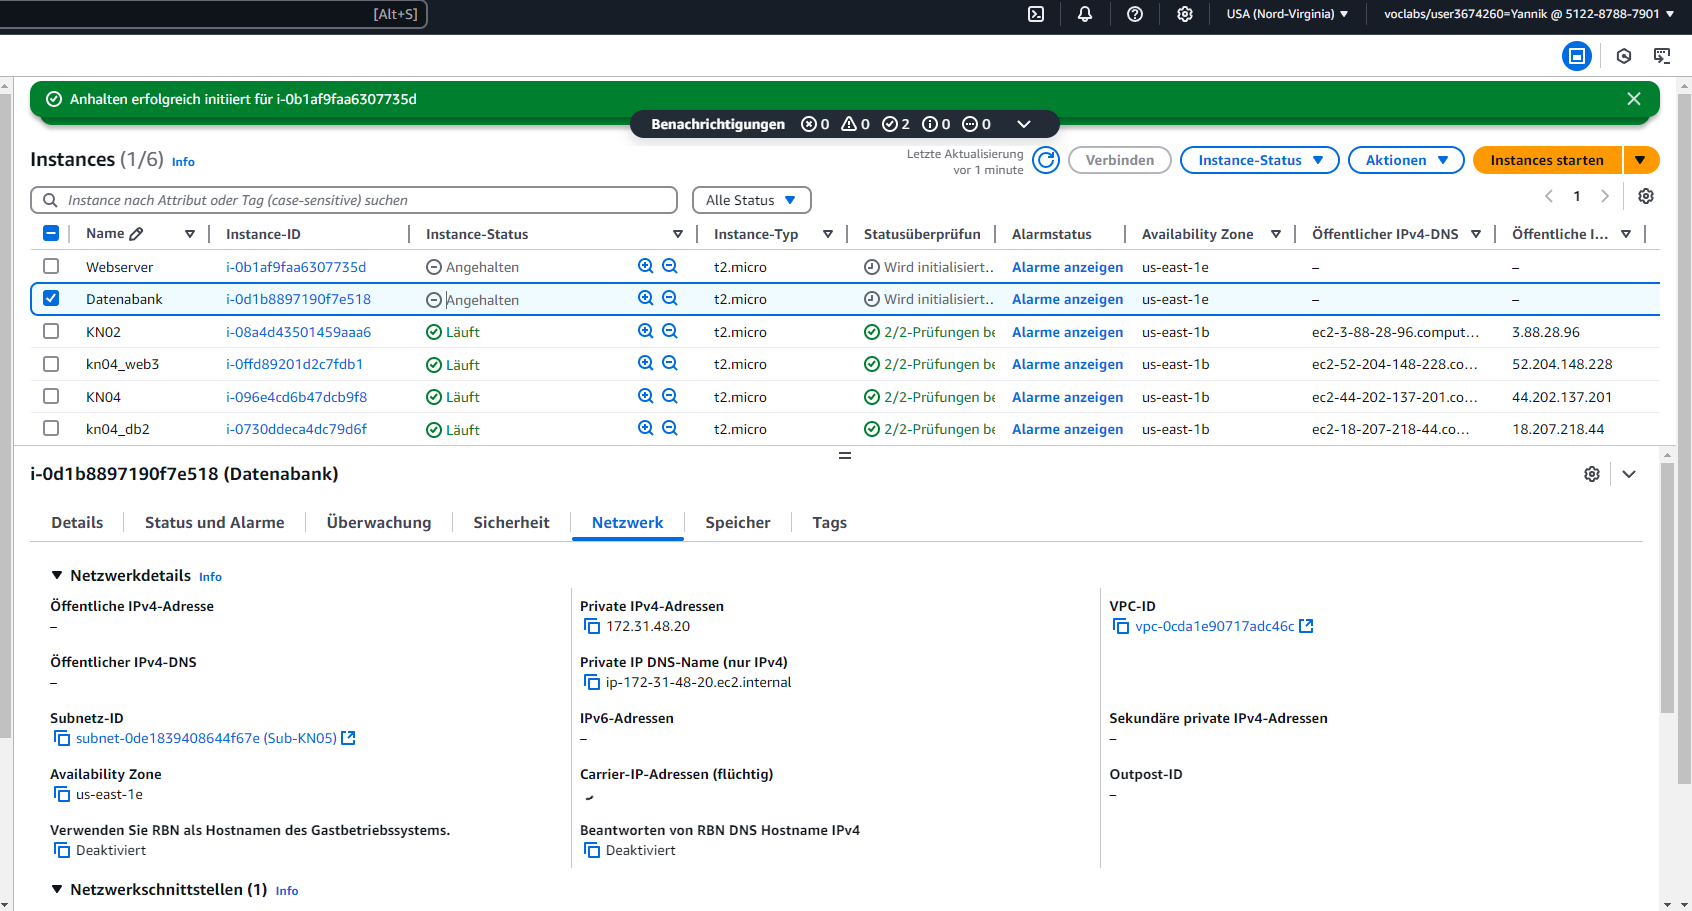 [Alt+S] USA (Nord-Virginia) voclabs/user3674260=Yannik @ 5122-8788-7901
Anhalten erfolgreich initiiert für i-0b1af9faa6307735d
Benachrichtigungen 0 0 2 0 0
Instances (1/6) Info
Letzte Aktualisierung
vor 1 minute
Verbinden Instance-Status Aktionen Instances starten
Instance nach Attribut oder Tag (case-sensitive) suchen Alle Status 1
Name Instance-ID Instance-Status Instance-Typ Statusüberprüfun Alarmstatus Availability Zone Öffentlicher IPv4-DNS Öffentliche I...
Webserver i-0b1af9faa6307735d Angehalten t2.micro Wird initialisiert.. Alarme anzeigen us-east-1e – –
Datenabank i-0d1b8897190f7e518 Angehalten t2.micro Wird initialisiert.. Alarme anzeigen us-east-1e – –
KN02 i-08a4d43501459aaa6 Läuft t2.micro 2/2-Prüfungen be Alarme anzeigen us-east-1b ec2-3-88-28-96.comput... 3.88.28.96
kn04_web3 i-0ffd89201d2c7fdb1 Läuft t2.micro 2/2-Prüfungen be Alarme anzeigen us-east-1b ec2-52-204-148-228.co... 52.204.148.228
KN04 i-096e4cd6b47dcb9f8 Läuft t2.micro 2/2-Prüfungen be Alarme anzeigen us-east-1b ec2-44-202-137-201.co... 44.202.137.201
kn04_db2 i-0730ddeca4dc79d6f Läuft t2.micro 2/2-Prüfungen be Alarme anzeigen us-east-1b ec2-18-207-218-44.co... 18.207.218.44
i-0d1b8897190f7e518 (Datenabank)
Details Status und Alarme Überwachung Sicherheit Netzwerk Speicher Tags
Netzwerkdetails Info
Öffentliche IPv4-Adresse Private IPv4-Adressen VPC-ID
– 172.31.48.20 vpc-0cda1e90717adc46c
Öffentlicher IPv4-DNS Private IP DNS-Name (nur IPv4)
– ip-172-31-48-20.ec2.internal
Subnetz-ID IPv6-Adressen Sekundäre private IPv4-Adressen
subnet-0de1839408644f67e (Sub-KN05) – –
Availability Zone Carrier-IP-Adressen (flüchtig) Outpost-ID
us-east-1e – –
Verwenden Sie RBN als Hostnamen des Gastbetriebssystems. Beantworten von RBN DNS Hostname IPv4
Deaktiviert Deaktiviert
Netzwerkschnittstellen (1) Info